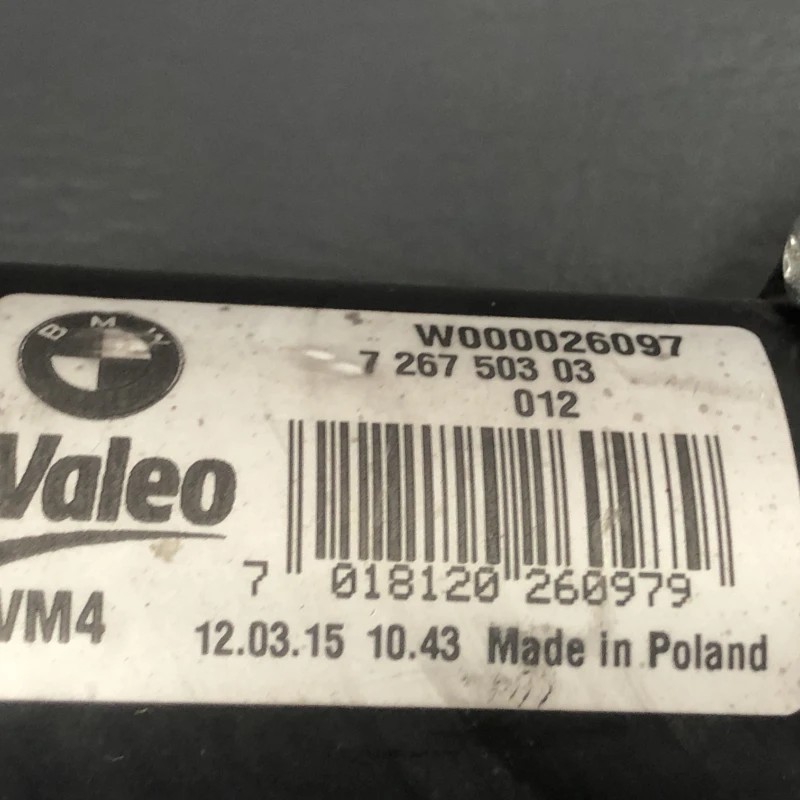 BMW
W000026097
7 267 503 03
012
Valeo
7 018120 260979
VM4
12.03.15 10.43 Made in Poland